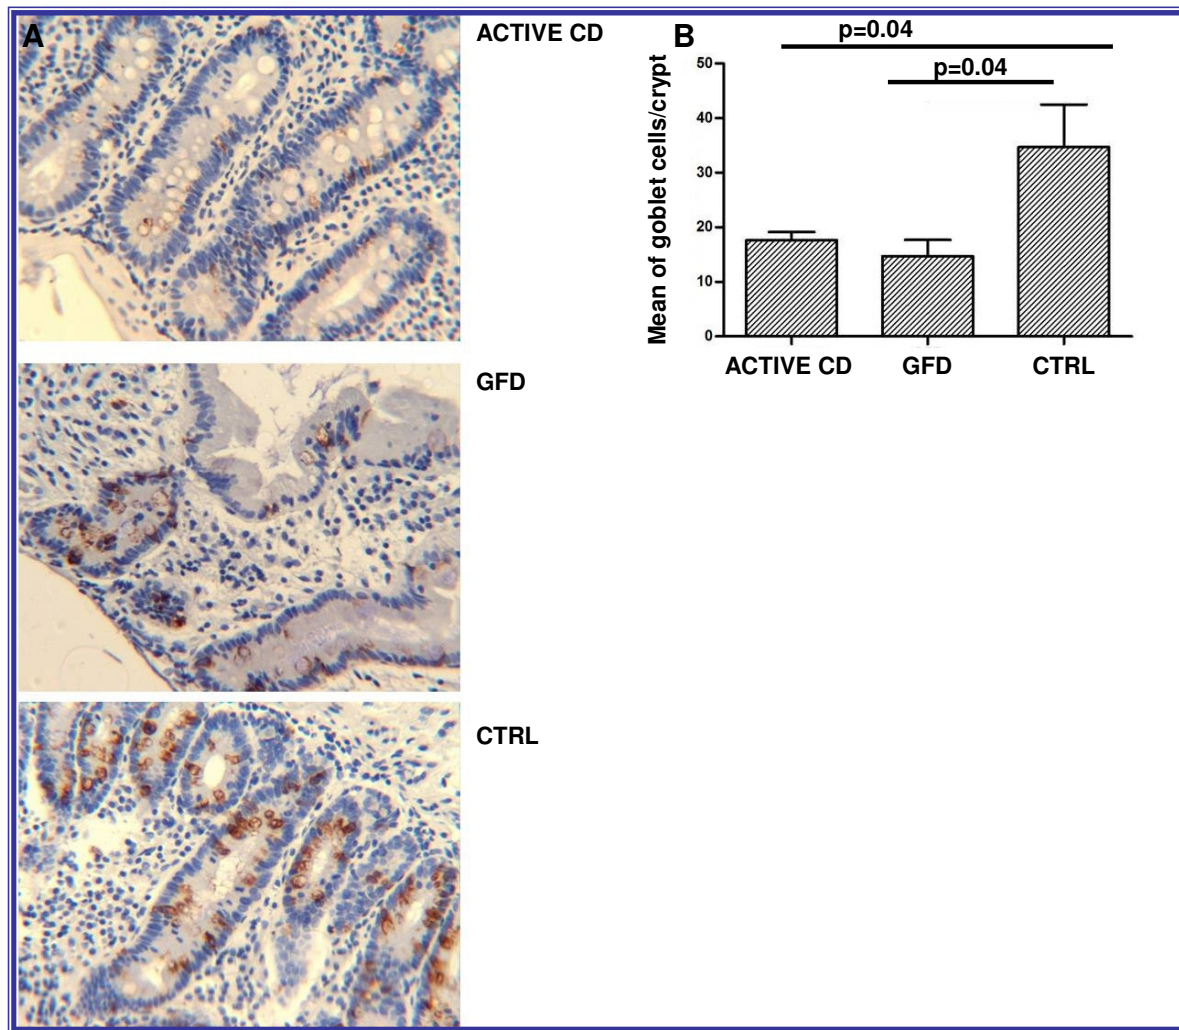 A
ACTIVE CD
GFD
CTRL
B
p=0.04
p=0.04
Mean of goblet cells/crypt
50
40
30
20
10
0
ACTIVE CD GFD CTRL